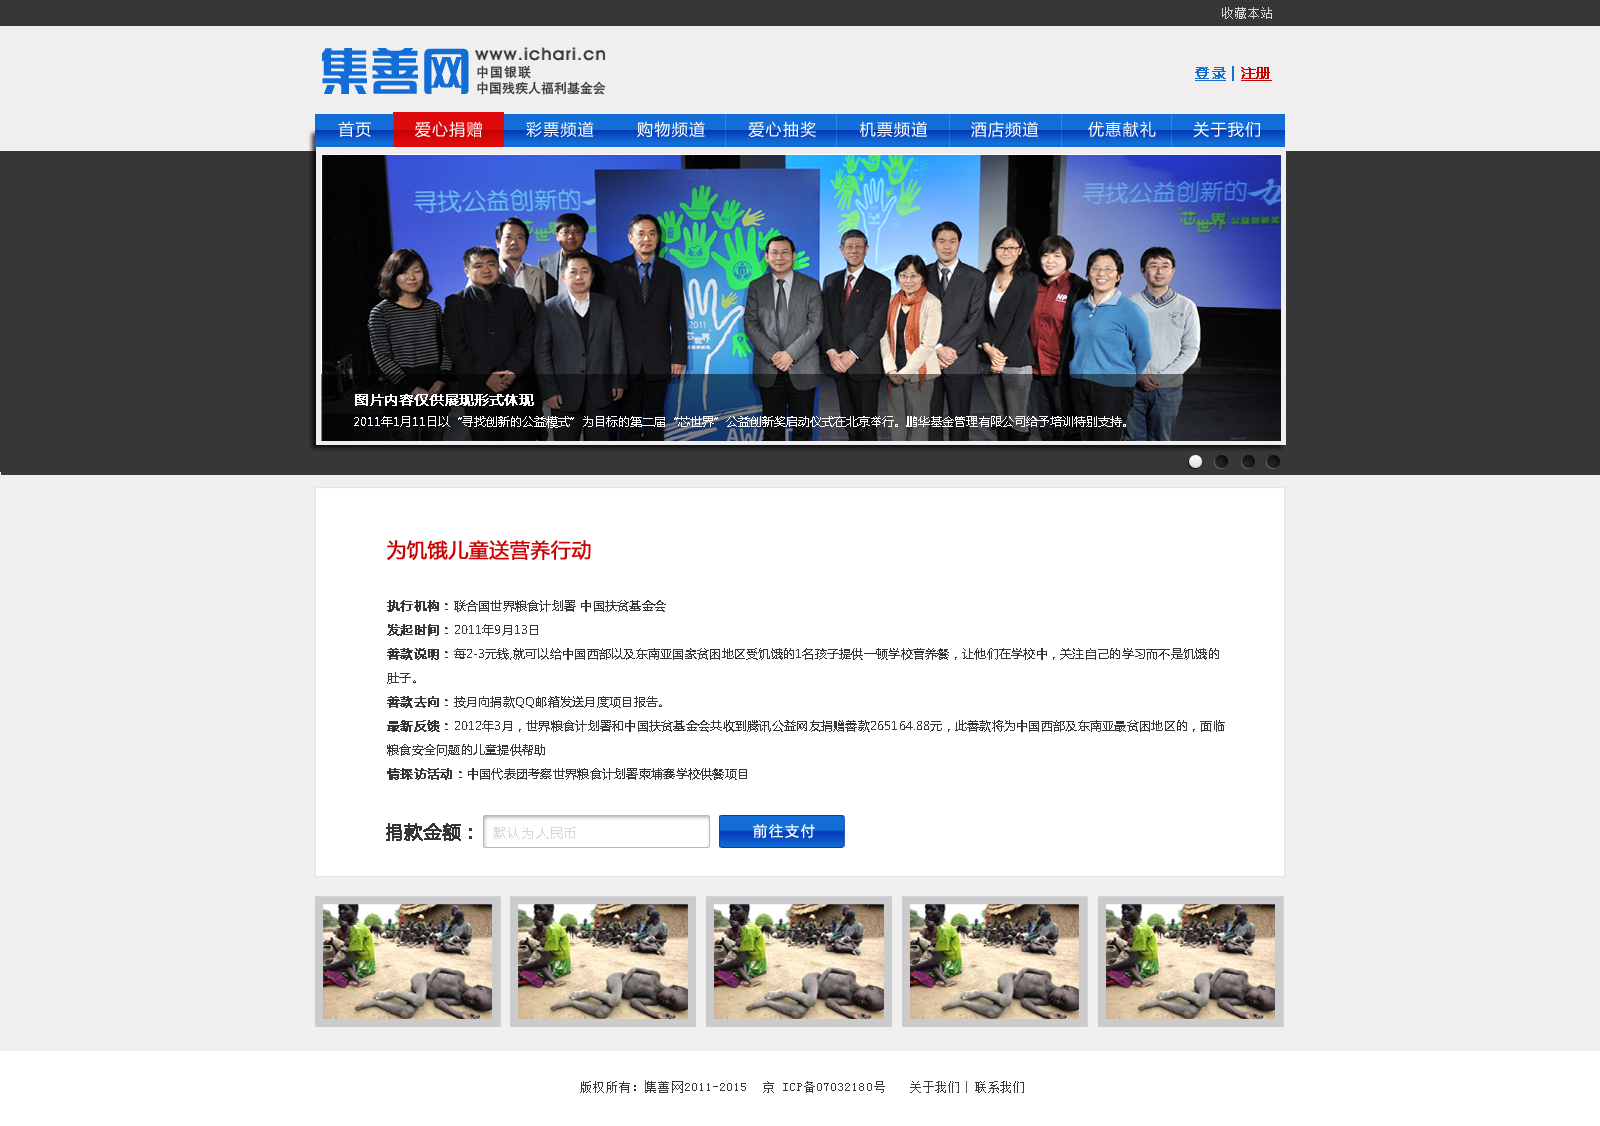 收藏本站
集善网 www.ichari.cn
中国银联
中国残疾人福利基金会
登录 | 注册
首页 爱心捐赠 彩票频道 购物频道 爱心抽奖 机票频道 酒店频道 优惠献礼 关于我们
寻找公益创新的 寻找公益创新的
芯世界 芯世界 公益创新奖
NP
2011
芯世界
图片内容仅供展现形式体现
2011年1月11日以“寻找创新的公益模式”为目标的第二届“芯世界”公益创新奖启动仪式在北京举行。鹏华基金管理有限公司给予培训特别支持。
为饥饿儿童送营养行动
执行机构：联合国世界粮食计划署 中国扶贫基金会
发起时间：2011年9月13日
善款说明：每2-3元钱,就可以给中国西部以及东南亚国家贫困地区受饥饿的1名孩子提供一顿学校营养餐，让他们在学校中，关注自己的学习而不是饥饿的
肚子。
善款去向：按月向捐款QQ邮箱发送月度项目报告。
最新反馈：2012年3月，世界粮食计划署和中国扶贫基金会共收到腾讯公益网友捐赠善款265164.88元，此善款将为中国西部及东南亚最贫困地区的，面临
粮食安全问题的儿童提供帮助
情探访活动：中国代表团考察世界粮食计划署柬埔寨学校供餐项目
捐款金额： 默认为人民币 前往支付
版权所有：集善网2011-2015 京 ICP备07032180号 关于我们 | 联系我们